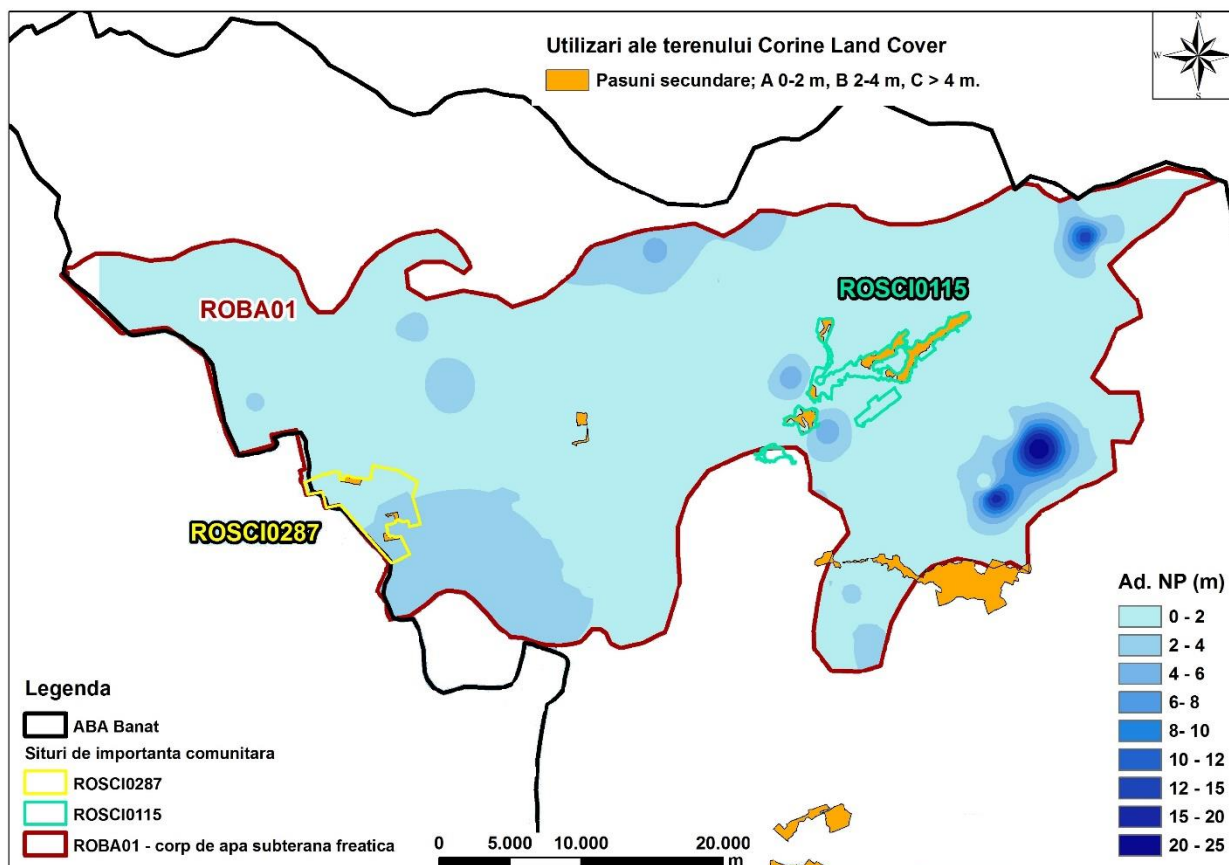 Utilizari ale terenului Corine Land Cover
Pasuni secundare; A 0-2 m, B 2-4 m, C > 4 m.
N
W
E
S
ROBA01
ROSCI0115
ROSCI0287
Legenda
ABA Banat
Situri de importanta comunitara
ROSCI0287
ROSCI0115
ROBA01 - corp de apa subterana freatica
0 5.000 10.000 20.000
m
Ad. NP (m)
0 - 2
2 - 4
4 - 6
6- 8
8- 10
10 - 12
12 - 15
15 - 20
20 - 25